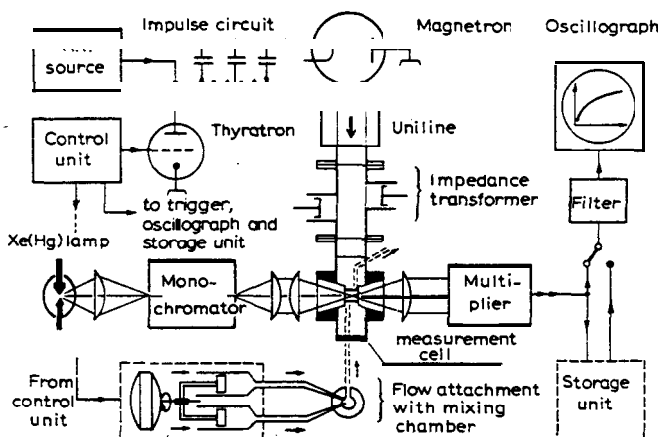 Impulse circuit
Magnetron
Oscillograph
source
Control
unit
Thyratron
Uniline
to trigger,
oscillograph and
storage unit
Impedance
transformer
Filter
Xe(Hg) lamp
Mono-
chromator
Multi-
plier
measurement
cell
From
control
unit
Flow attachment
with mixing
chamber
Storage
unit